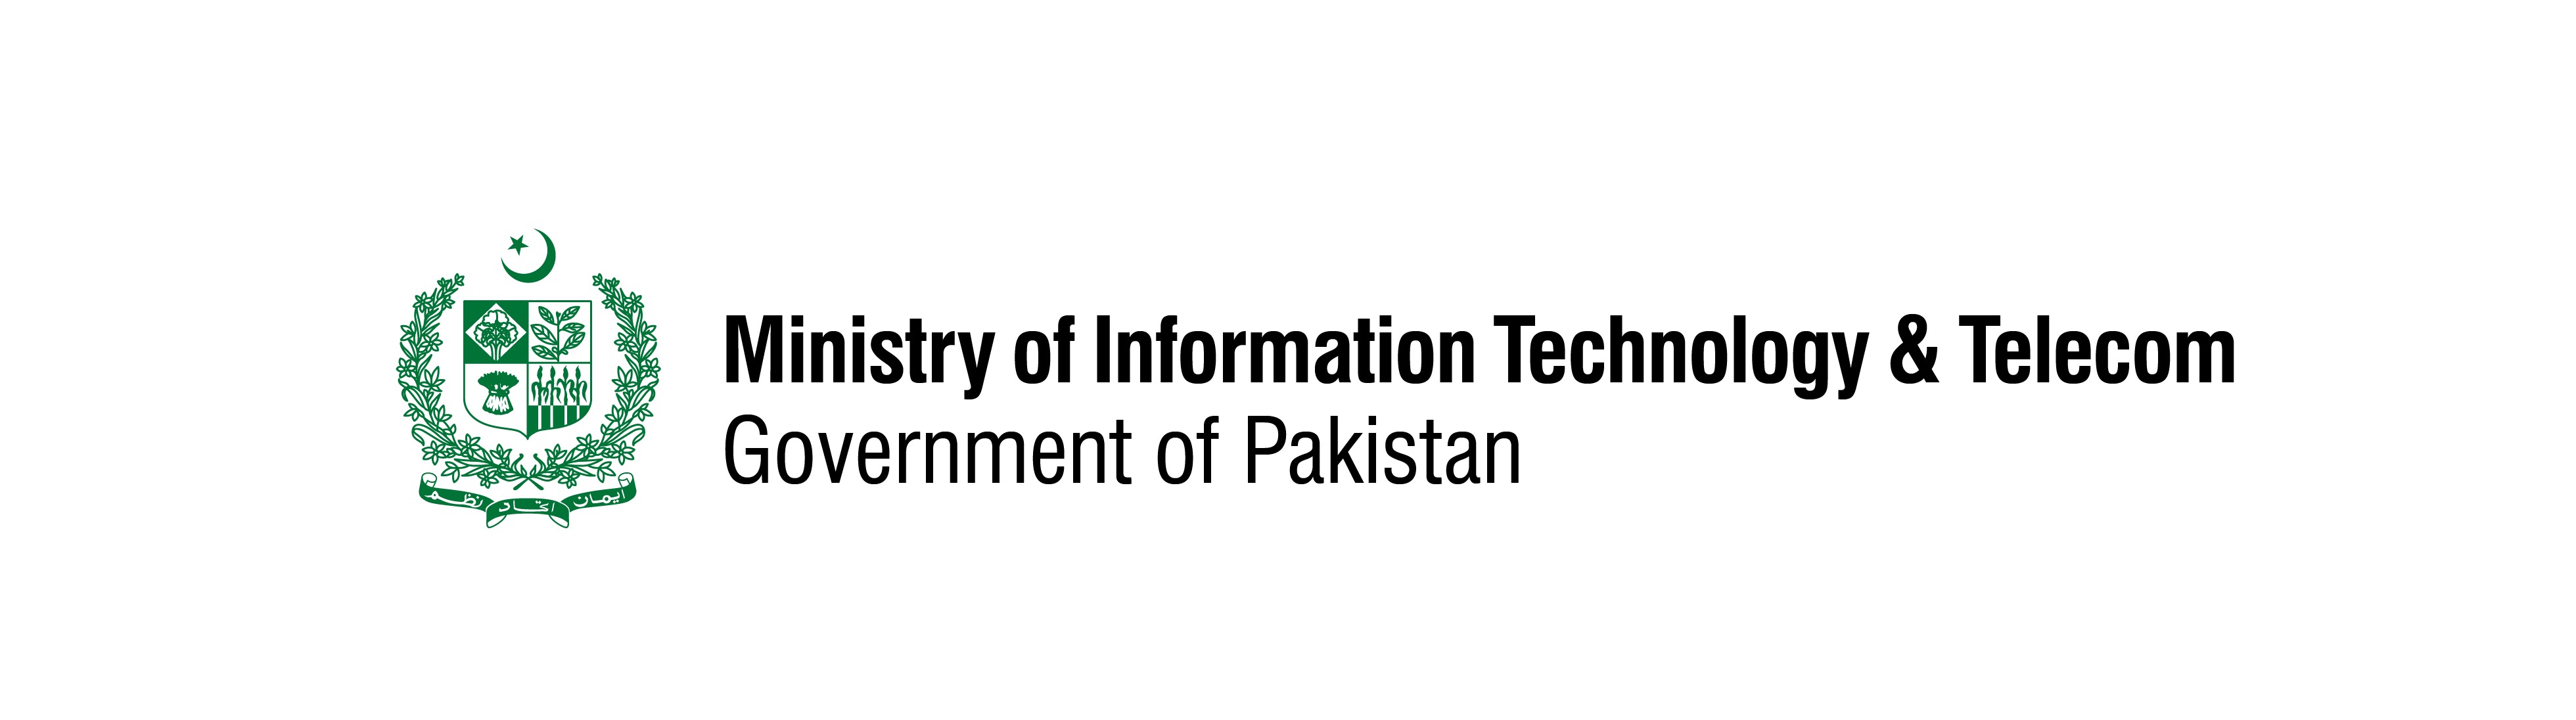 Ministry of Information Technology & Telecom
Government of Pakistan
ایمان اتحاد نظم